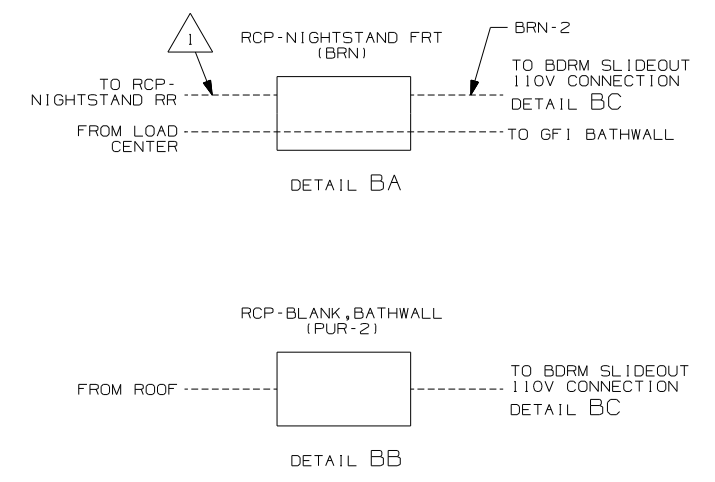 1
RCP-NIGHTSTAND FRT
(BRN)
BRN-2
TO RCP-
NIGHTSTAND RR
TO BDRM SLIDEOUT
110V CONNECTION
DETAIL BC
FROM LOAD
CENTER
TO GFI BATHWALL
DETAIL BA
RCP-BLANK,BATHWALL
(PUR-2)
FROM ROOF
TO BDRM SLIDEOUT
110V CONNECTION
DETAIL BC
DETAIL BB